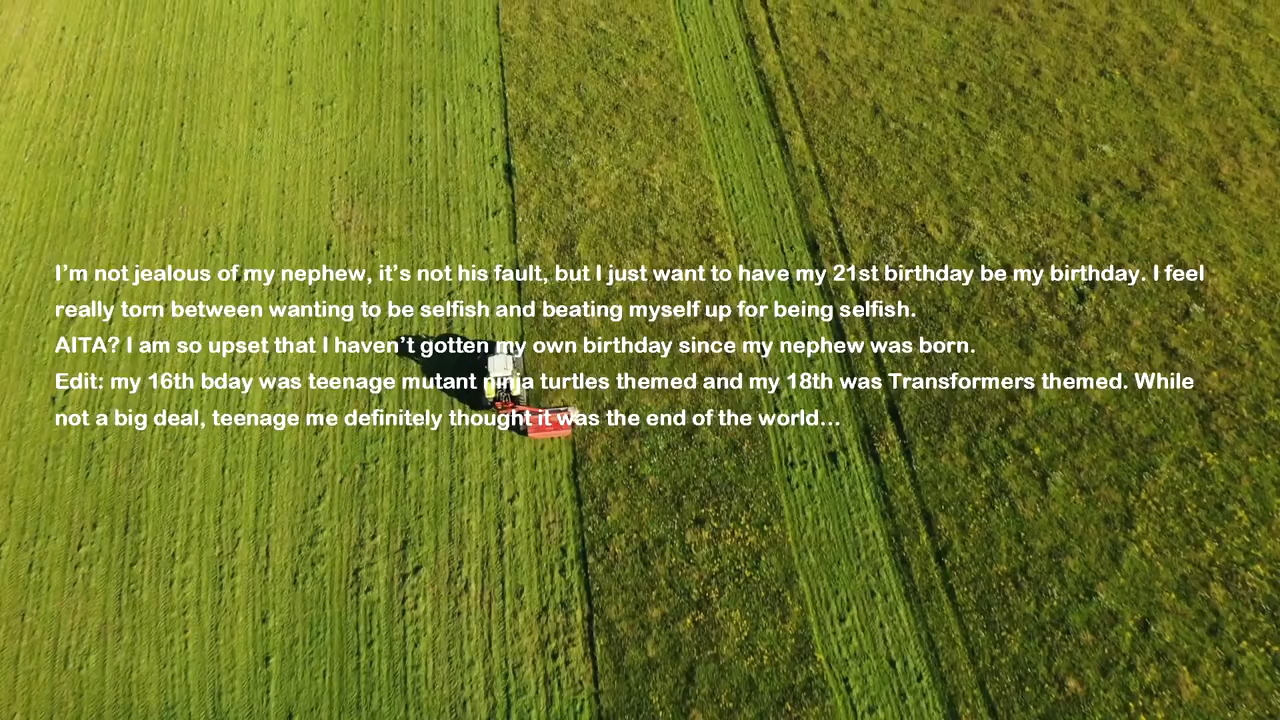 I’m not jealous of my nephew, it’s not his fault, but I just want to have my 21st birthday be my birthday. I feel
really torn between wanting to be selfish and beating myself up for being selfish.
AITA? I am so upset that I haven’t gotten my own birthday since my nephew was born.
Edit: my 16th bday was teenage mutant ninja turtles themed and my 18th was Transformers themed. While
not a big deal, teenage me definitely thought it was the end of the world...